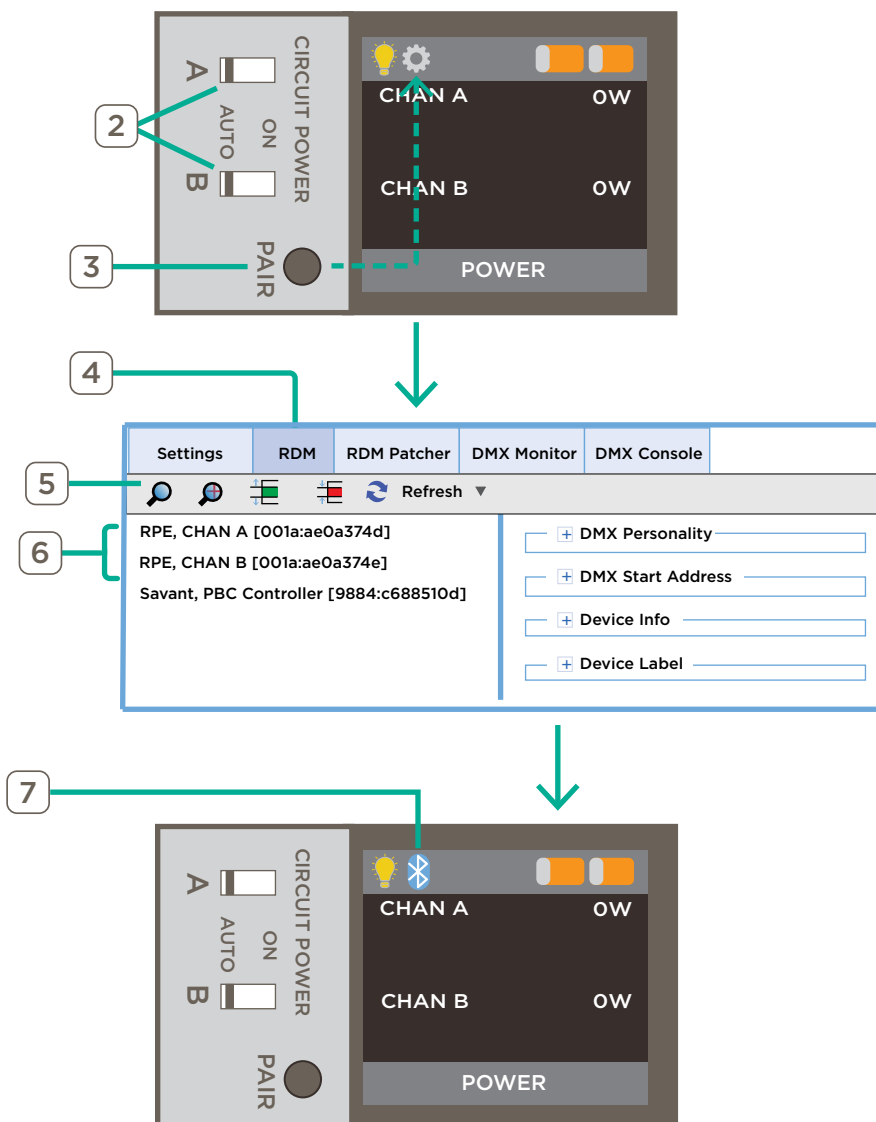 A
B
AUTO
ON
CIRCUIT POWER
PAIR
2
3
CHAN A 0W
CHAN B 0W
POWER
4
Settings RDM RDM Patcher DMX Monitor DMX Console
5
Refresh
6
RPE, CHAN A [001a:ae0a374d]
RPE, CHAN B [001a:ae0a374e]
Savant, PBC Controller [9884:c688510d]
DMX Personality
DMX Start Address
Device Info
Device Label
7
A
B
AUTO
ON
CIRCUIT POWER
PAIR
CHAN A 0W
CHAN B 0W
POWER